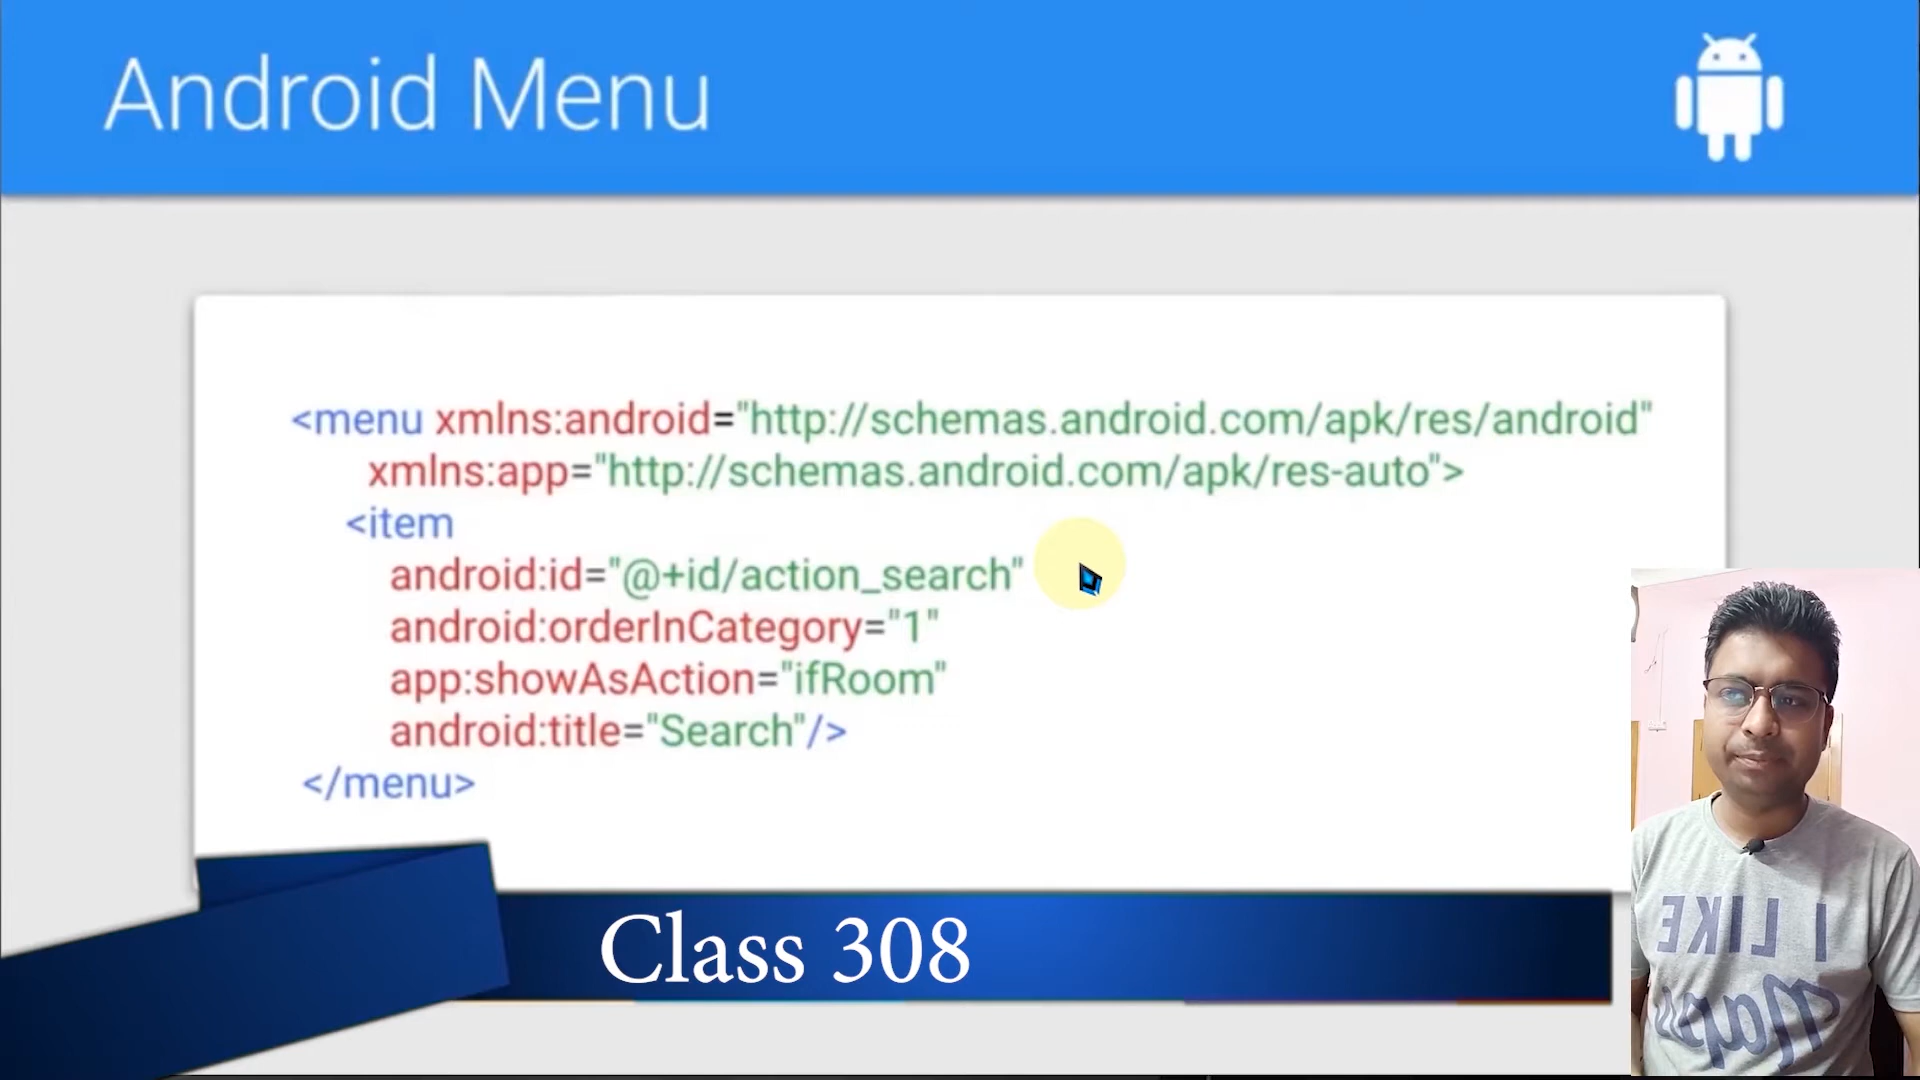 Android Menu
<menu xmlns:android="http://schemas.android.com/apk/res/android"
xmlns:app="http://schemas.android.com/apk/res-auto">
<item
android:id="@+id/action_search"
android:orderInCategory="1"
app:showAsAction="ifRoom"
android:title="Search"/>
</menu>
Class 308
I LIKE
Naps